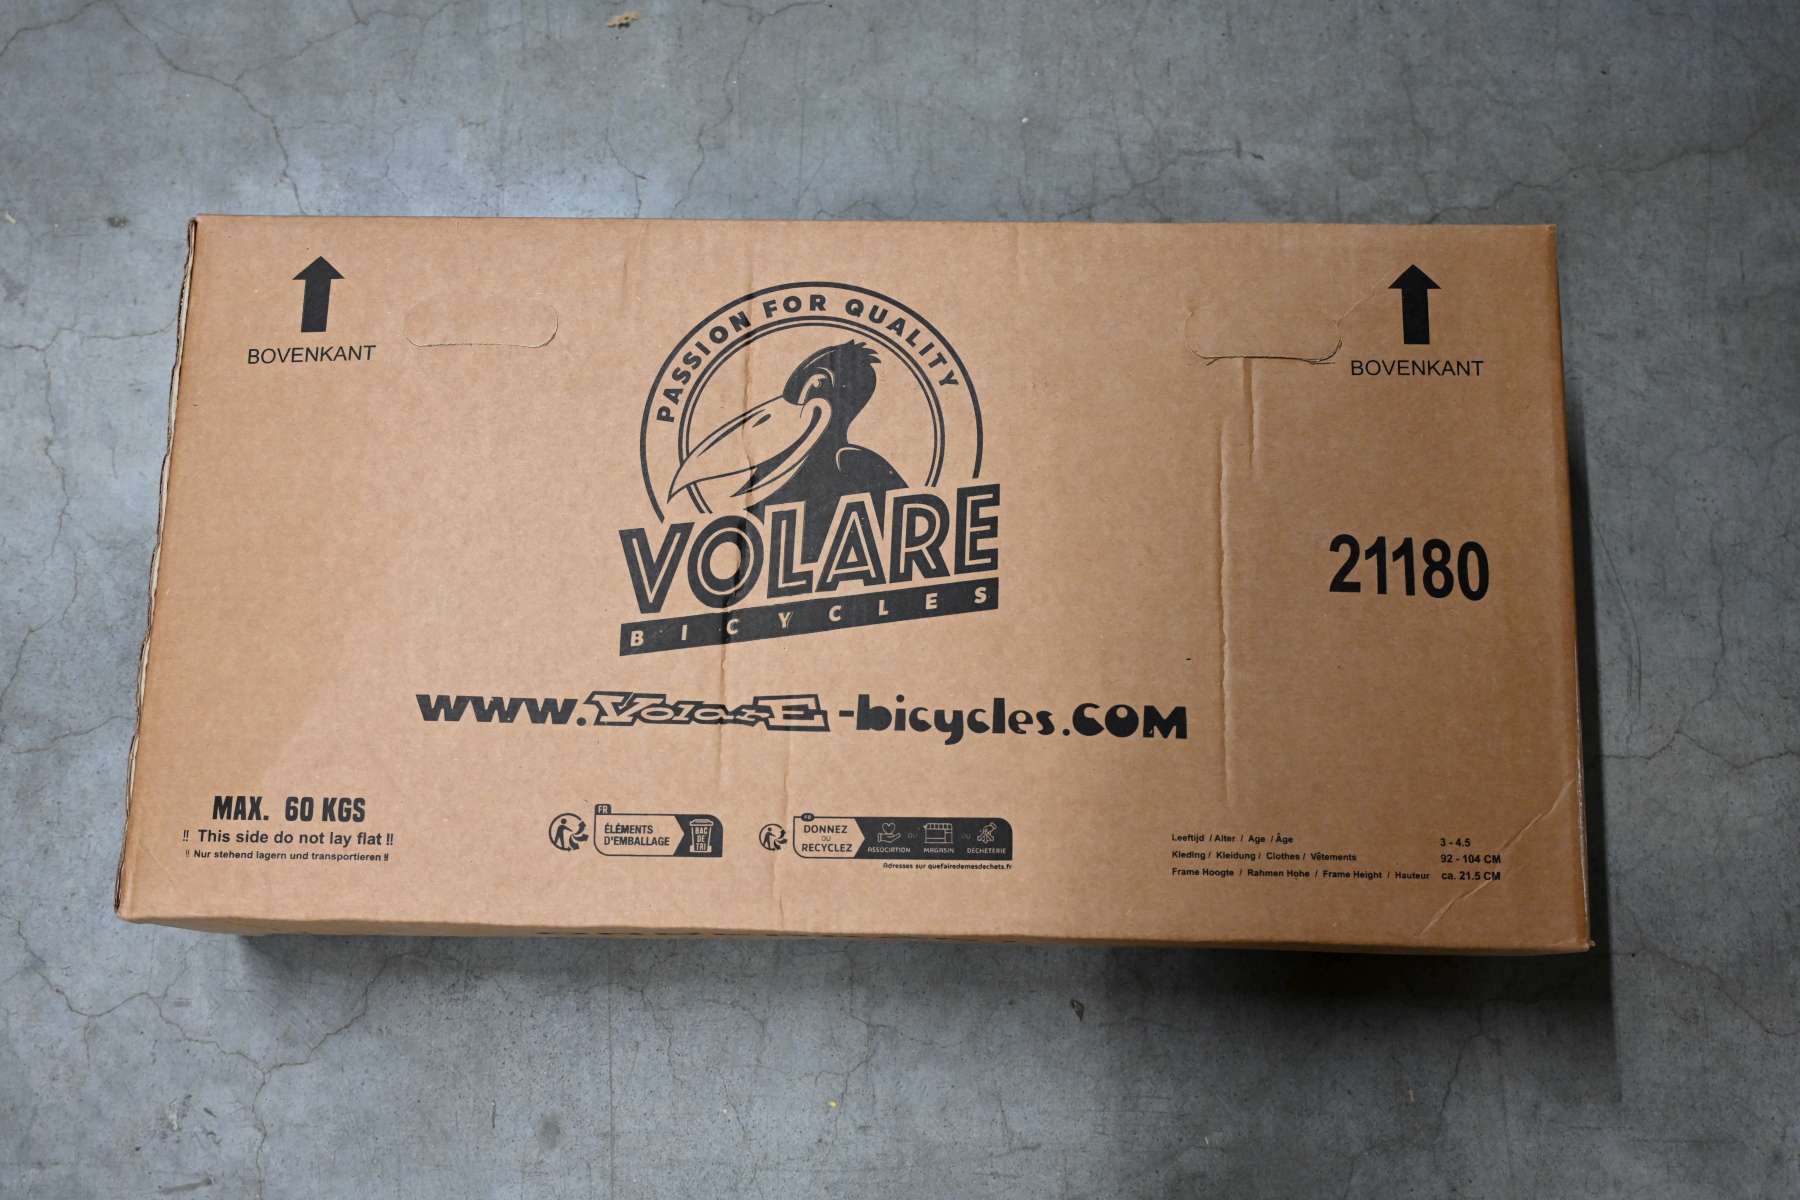 BOVENKANT
BOVENKANT
PASSION FOR QUALITY
VOLARE
BICYCLES
21180
www.VolarE-bicycles.COM
MAX. 60 KGS
!! This side do not lay flat !!
!! Nur stehend lagern und transportieren !!
FR
ÉLÉMENTS
D'EMBALLAGE
BAC
DE
TRI
FR
DONNEZ
OU
RECYCLEZ
ASSOCIATION OU MAGASIN OU DÉCHÈTERIE
Adresses sur quefairedemesdechets.fr
Leeftijd / Alter / Age / Âge 3 - 4.5
Kleding / Kleidung / Clothes / Vêtements 92 - 104 CM
Frame Hoogte / Rahmen Hohe / Frame Height / Hauteur ca. 21.5 CM